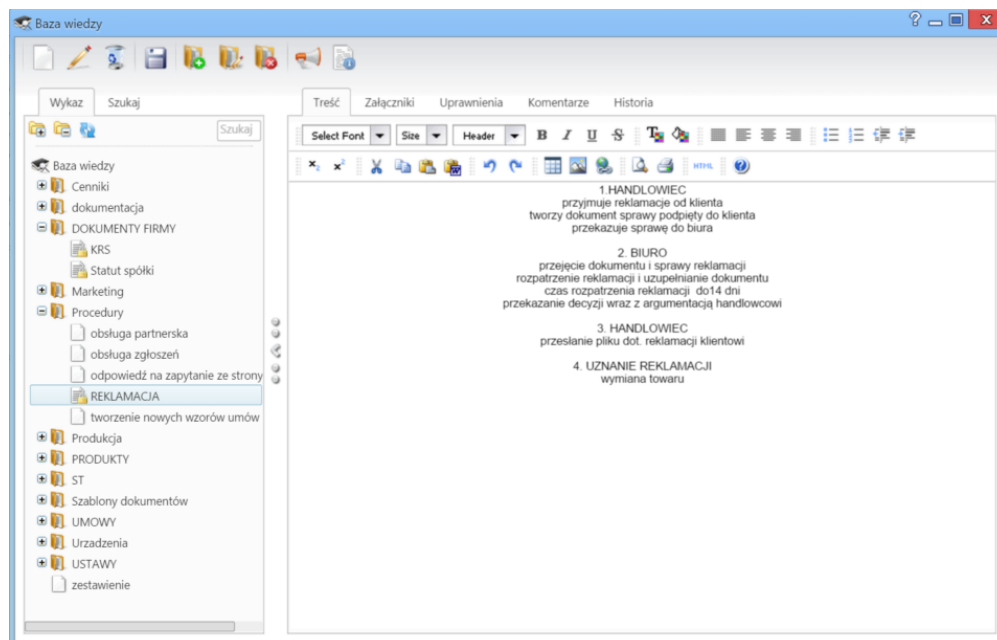 Baza wiedzy
Wykaz
Szukaj
Szukaj
Baza wiedzy
Cenniki
dokumentacja
DOKUMENTY FIRMY
KRS
Statut spółki
Marketing
Procedury
obsługa partnerska
obsługa zgłoszeń
odpowiedź na zapytanie ze strony
REKLAMACJA
tworzenie nowych wzorów umów
Produkcja
PRODUKTY
ST
Szablony dokumentów
UMOWY
Urzadzenia
USTAWY
zestawienie
Treść Załączniki Uprawnienia Komentarze Historia
Select Font Size Header B I U S
x₂ x² HTML
1.HANDLOWIEC
przyjmuje reklamacje od klienta
tworzy dokument sprawy podpięty do klienta
przekazuje sprawę do biura
2. BIURO
przejęcie dokumentu i sprawy reklamacji
rozpatrzenie reklamacji i uzupełnianie dokumentu
czas rozpatrzenia reklamacji do14 dni
przekazanie decyzji wraz z argumentacją handlowcowi
3. HANDLOWIEC
przesłanie pliku dot. reklamacji klientowi
4. UZNANIE REKLAMACJI
wymiana towaru